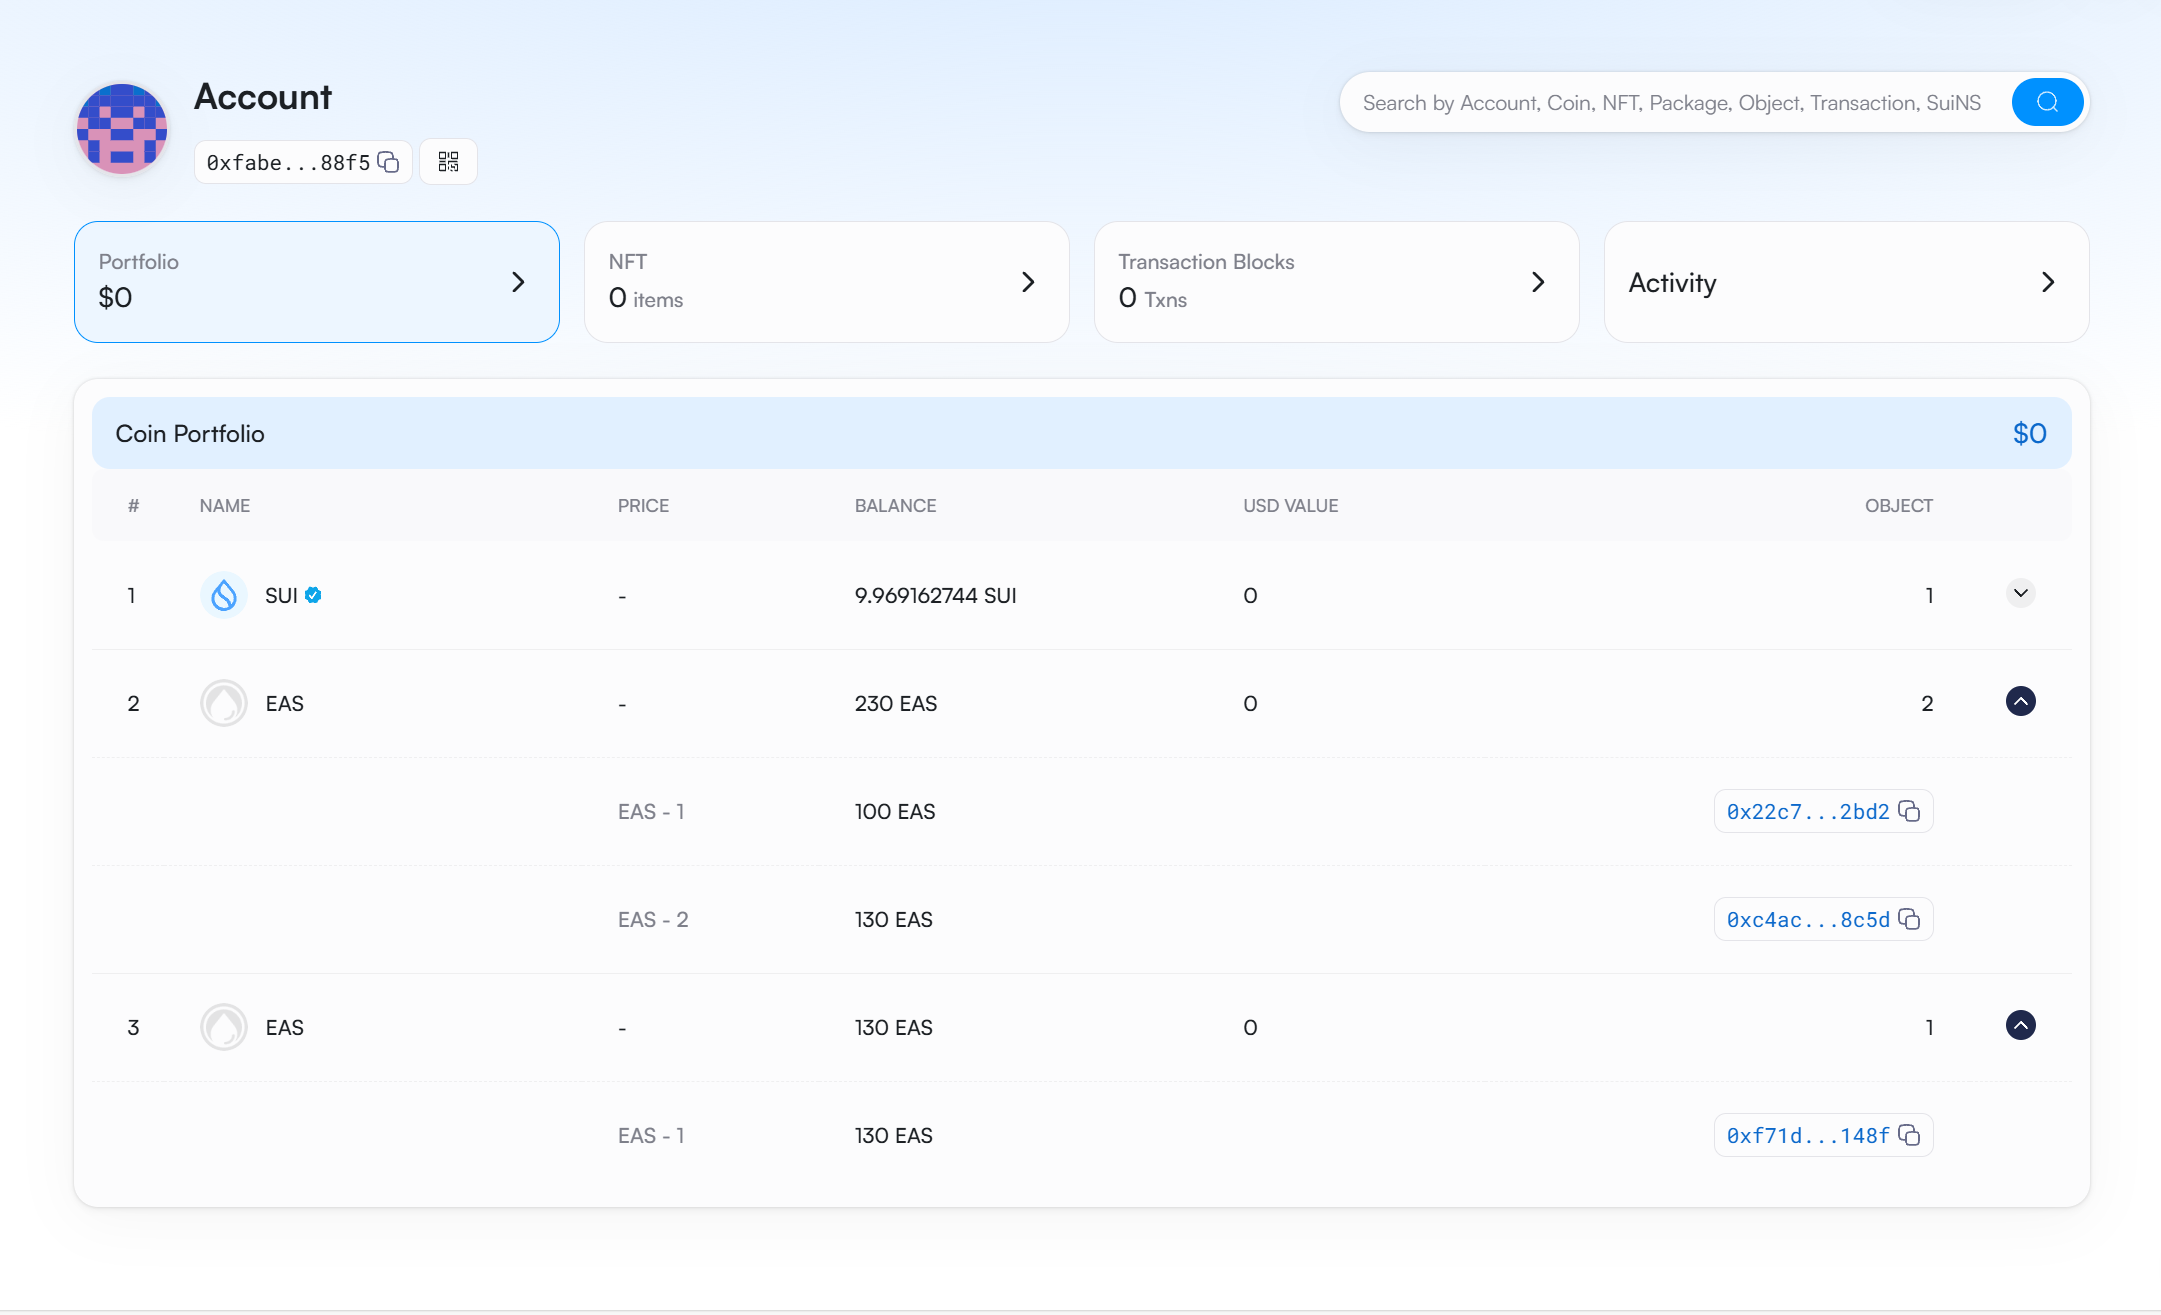 Account
Search by Account, Coin, NFT, Package, Object, Transaction, SuiNS
0xfabe...88f5
Portfolio
$0
NFT
0 items
Transaction Blocks
0 Txns
Activity
Coin Portfolio $0
# NAME PRICE BALANCE USD VALUE OBJECT
1 SUI - 9.969162744 SUI 0 1
2 EAS - 230 EAS 0 2
EAS - 1 100 EAS 0x22c7...2bd2
EAS - 2 130 EAS 0xc4ac...8c5d
3 EAS - 130 EAS 0 1
EAS - 1 130 EAS 0xf71d...148f